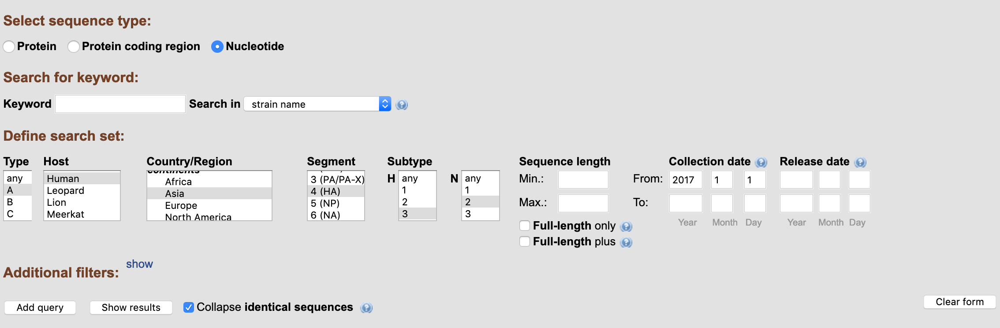 Select sequence type:
Protein Protein coding region Nucleotide
Search for keyword:
Keyword Search in strain name ?
Define search set:
Type Host Country/Region Segment Subtype Sequence length Collection date ? Release date ?
any
A
B
C
Human
Leopard
Lion
Meerkat
continents
Africa
Asia
Europe
North America
3 (PA/PA-X)
4 (HA)
5 (NP)
6 (NA)
H
any
1
2
3
N
any
1
2
3
Min.:
Max.:
Full-length only ?
Full-length plus ?
From: 2017 1 1
To:
Year Month Day Year Month Day
Additional filters: show
Add query Show results Collapse identical sequences ? Clear form